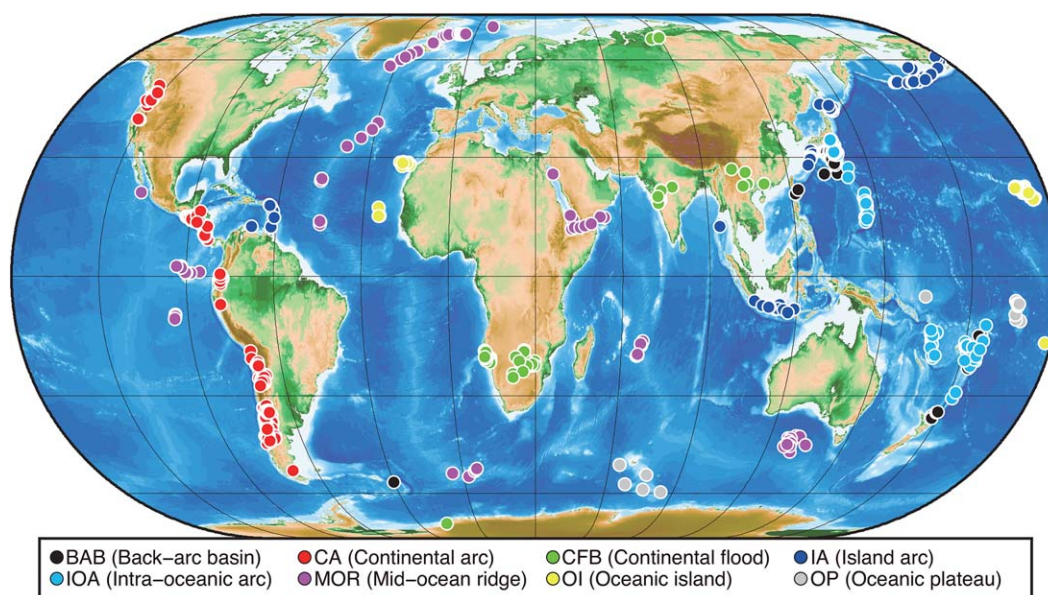 BAB (Back-arc basin) CA (Continental arc) CFB (Continental flood) IA (Island arc)
IOA (Intra-oceanic arc) MOR (Mid-ocean ridge) OI (Oceanic island) OP (Oceanic plateau)